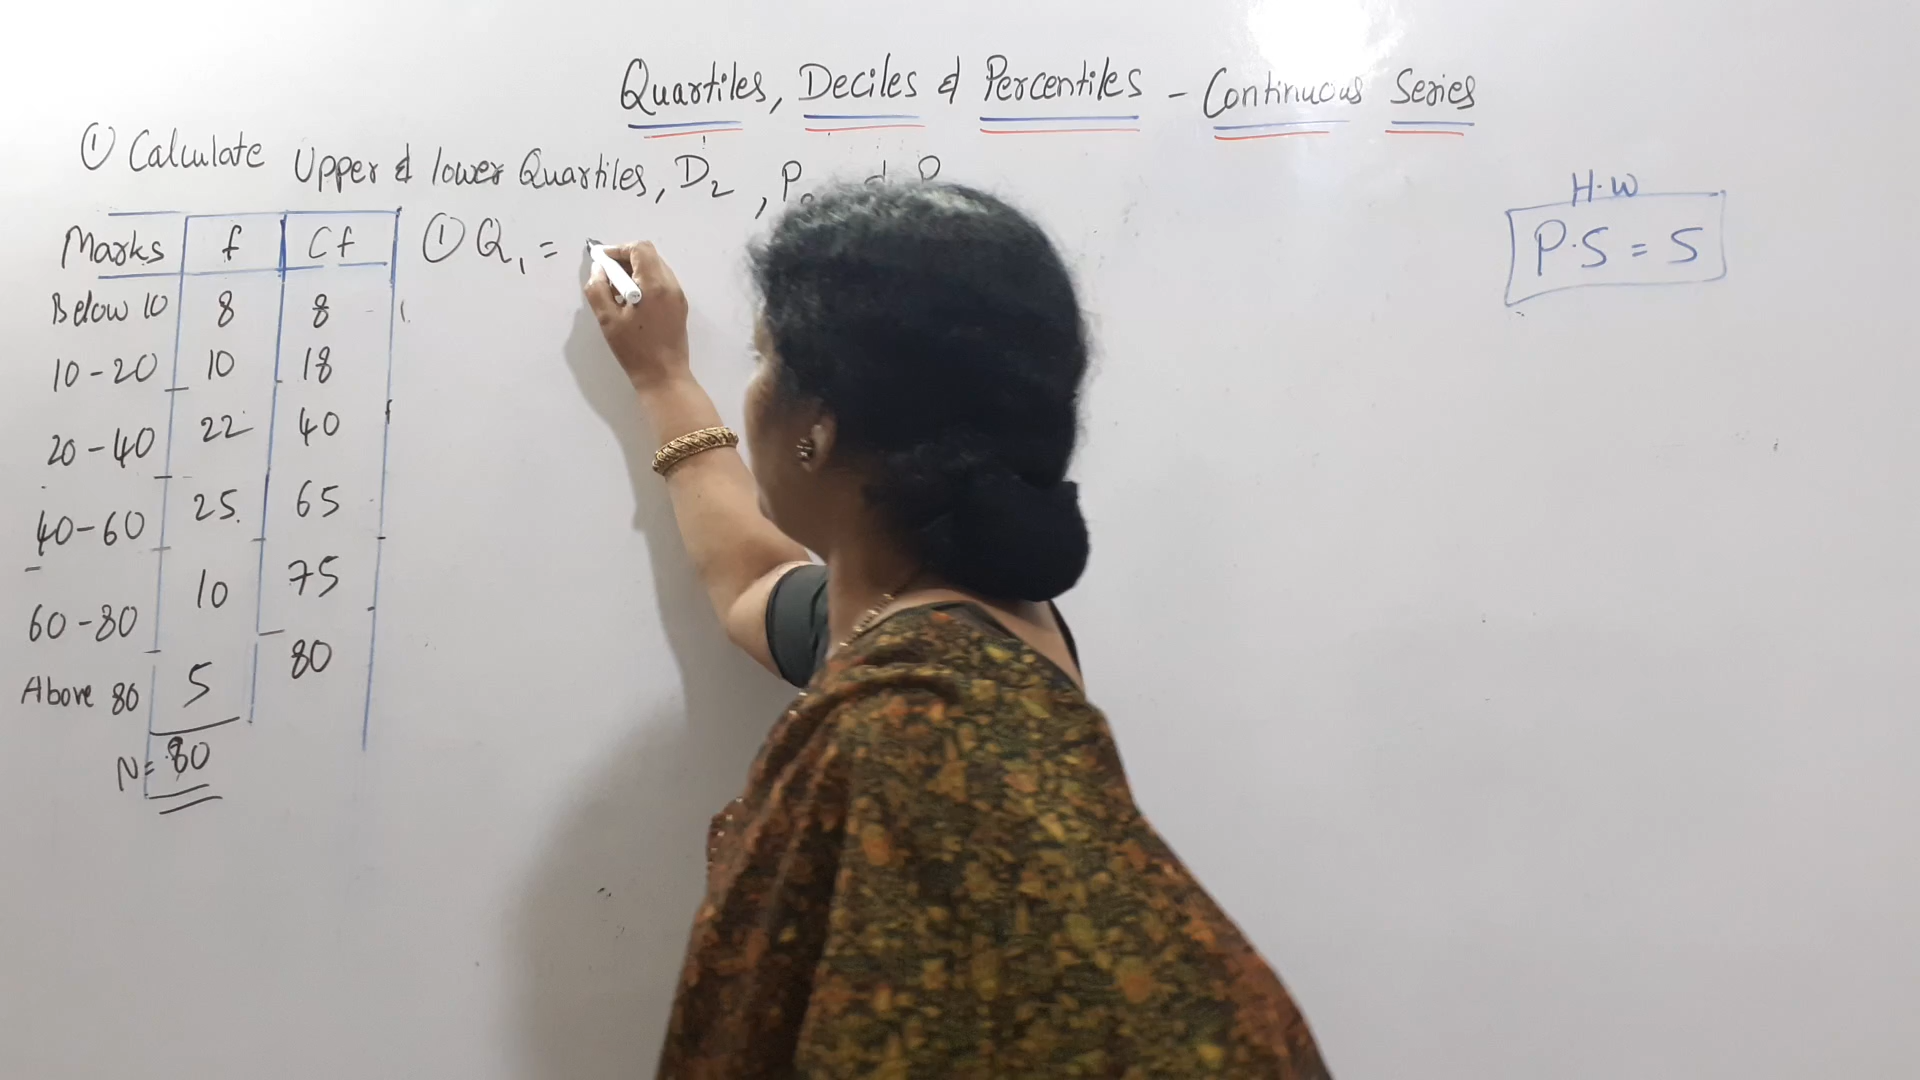 Quartiles, Deciles & Percentiles - Continuous Series
① Calculate Upper & lower Quartiles, D2, P
H.W
P.S = 5
① Q1 =
Marks f Cf
Below 10 8 8
10-20 10 18
20-40 22 40
40-60 25 65
60-80 10 75
Above 80 5 80
N = 80